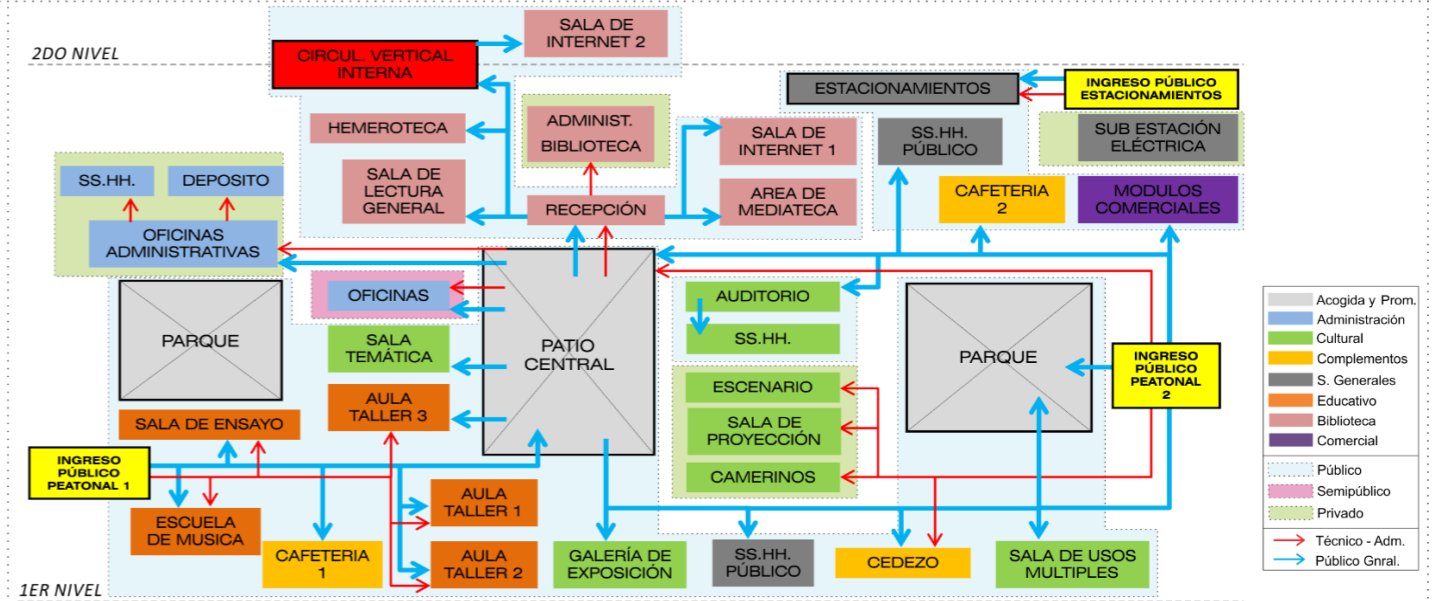 SALA DE
INTERNET 2
2DO NIVEL
CIRCUL. VERTICAL
INTERNA
ESTACIONAMIENTOS
INGRESO PÚBLICO
ESTACIONAMIENTOS
HEMEROTECA
ADMINIST.
BIBLIOTECA
SALA DE
INTERNET 1
SS.HH.
PÚBLICO
SUB ESTACIÓN
ELÉCTRICA
SS.HH.
DEPOSITO
SALA DE
LECTURA
GENERAL
RECEPCIÓN
AREA DE
MEDIATECA
CAFETERIA
2
MODULOS
COMERCIALES
OFICINAS
ADMINISTRATIVAS
OFICINAS
AUDITORIO
SS.HH.
PARQUE
SALA
TEMÁTICA
PATIO
CENTRAL
PARQUE
INGRESO
PÚBLICO
PEATONAL
2
AULA
TALLER 3
ESCENARIO
SALA DE
PROYECCIÓN
CAMERINOS
SALA DE ENSAYO
INGRESO
PÚBLICO
PEATONAL 1
ESCUELA
DE MUSICA
CAFETERIA
1
AULA
TALLER 1
AULA
TALLER 2
GALERÍA DE
EXPOSICIÓN
SS.HH.
PÚBLICO
CEDEZO
SALA DE USOS
MULTIPLES
1ER NIVEL
Acogida y Prom.
Administración
Cultural
Complementos
S. Generales
Educativo
Biblioteca
Comercial
Público
Semipúblico
Privado
Técnico - Adm.
Público Gnral.